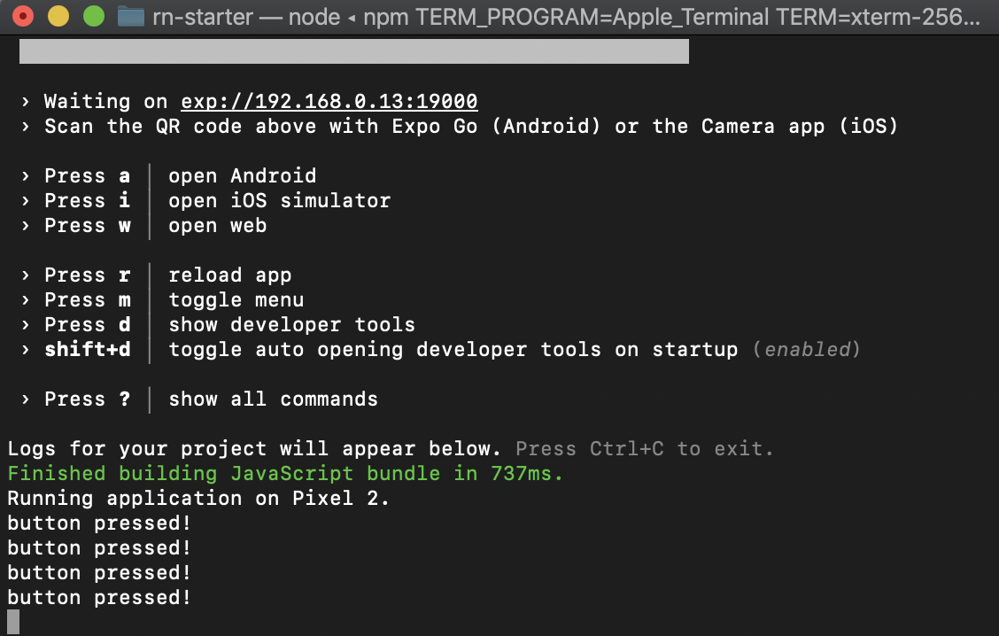 rn-starter — node ◂ npm TERM_PROGRAM=Apple_Terminal TERM=xterm-256...
› Waiting on exp://192.168.0.13:19000
› Scan the QR code above with Expo Go (Android) or the Camera app (iOS)
› Press a │ open Android
› Press i │ open iOS simulator
› Press w │ open web
› Press r │ reload app
› Press m │ toggle menu
› Press d │ show developer tools
› shift+d │ toggle auto opening developer tools on startup (enabled)
› Press ? │ show all commands
Logs for your project will appear below. Press Ctrl+C to exit.
Finished building JavaScript bundle in 737ms.
Running application on Pixel 2.
button pressed!
button pressed!
button pressed!
button pressed!